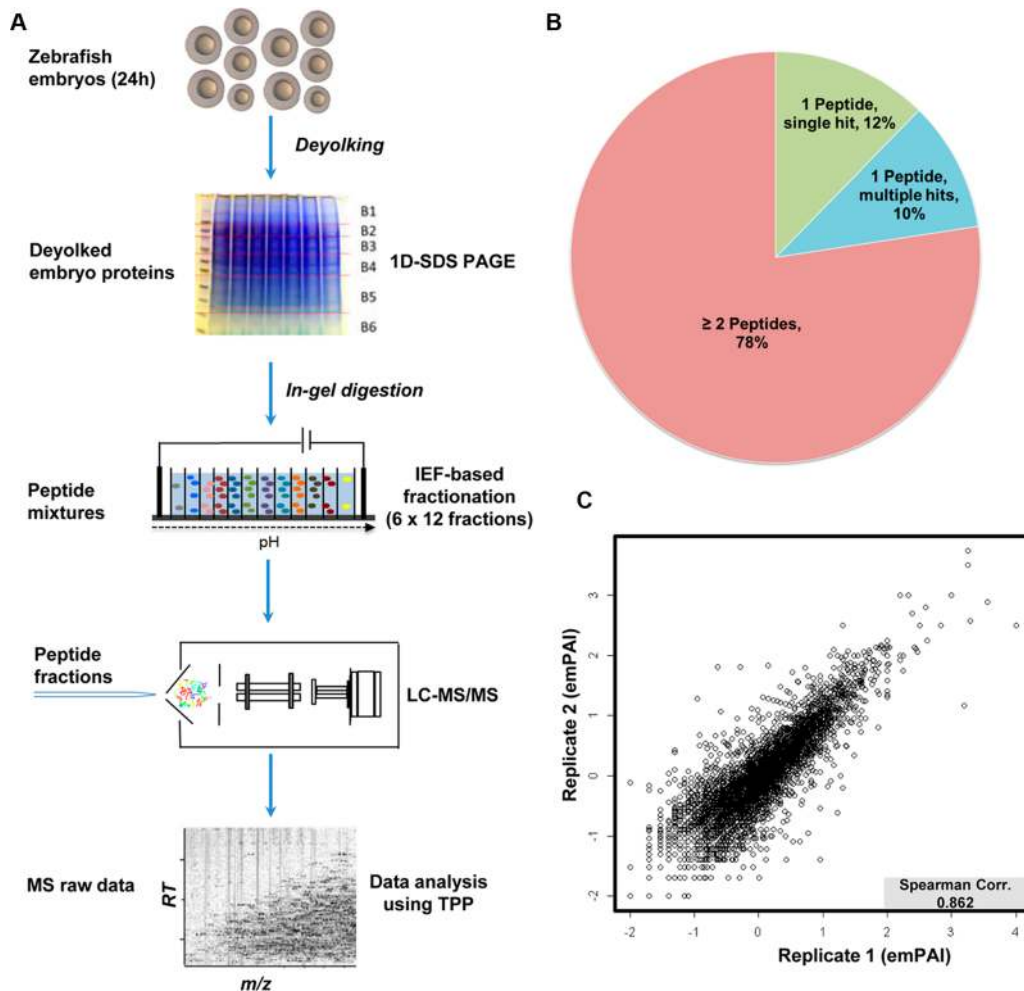 A
Zebrafish
embryos (24h)
Deyolking
Deyolked
embryo proteins
B1
B2
B3
B4
B5
B6
1D-SDS PAGE
In-gel digestion
Peptide
mixtures
IEF-based
fractionation
(6 x 12 fractions)
pH
Peptide
fractions
LC-MS/MS
MS raw data
RT
m/z
Data analysis
using TPP
B
1 Peptide,
single hit, 12%
1 Peptide,
multiple hits,
10%
≥ 2 Peptides,
78%
C
Replicate 2 (emPAI)
3
2
1
0
-1
-2
Spearman Corr.
0.862
-2
-1
0
1
2
3
4
Replicate 1 (emPAI)